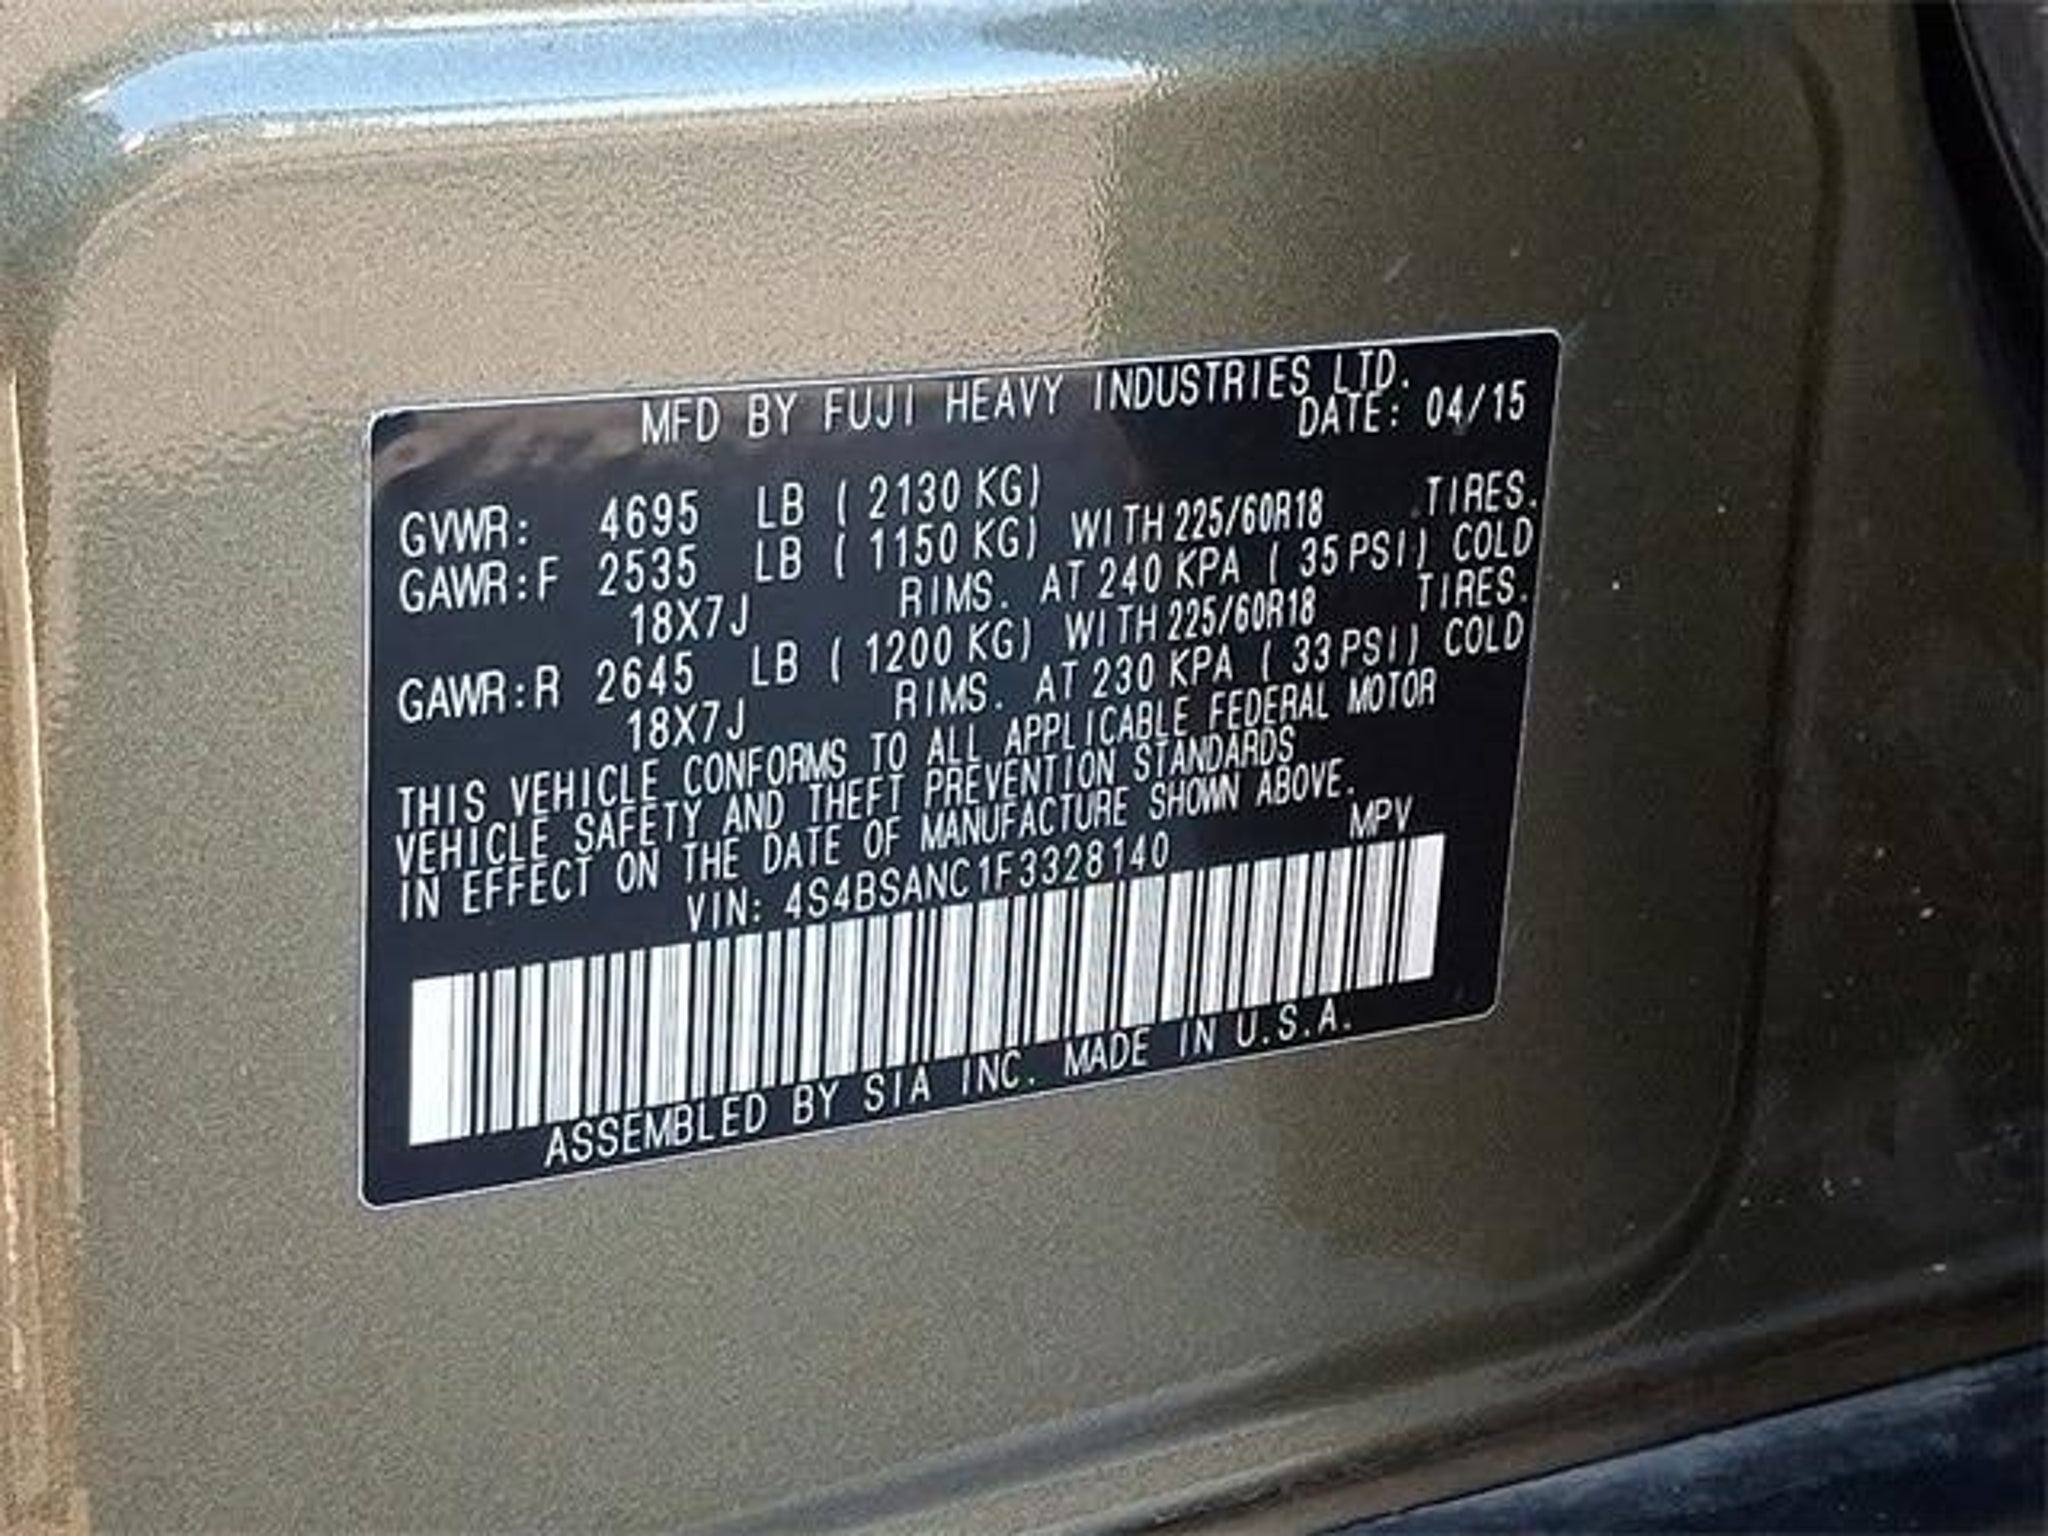 MFD BY FUJI HEAVY INDUSTRIES LTD.
DATE: 04/15
GVWR: 4695 LB ( 2130 KG)
GAWR:F 2535 LB ( 1150 KG) WITH 225/60R18 TIRES.
18X7J RIMS. AT 240 KPA ( 35 PSI) COLD
GAWR:R 2645 LB ( 1200 KG) WITH 225/60R18 TIRES.
18X7J RIMS. AT 230 KPA ( 33 PSI) COLD
THIS VEHICLE CONFORMS TO ALL APPLICABLE FEDERAL MOTOR
VEHICLE SAFETY AND THEFT PREVENTION STANDARDS
IN EFFECT ON THE DATE OF MANUFACTURE SHOWN ABOVE.
VIN: 4S4BSANC1F3328140 MPV
ASSEMBLED BY SIA INC. MADE IN U.S.A.